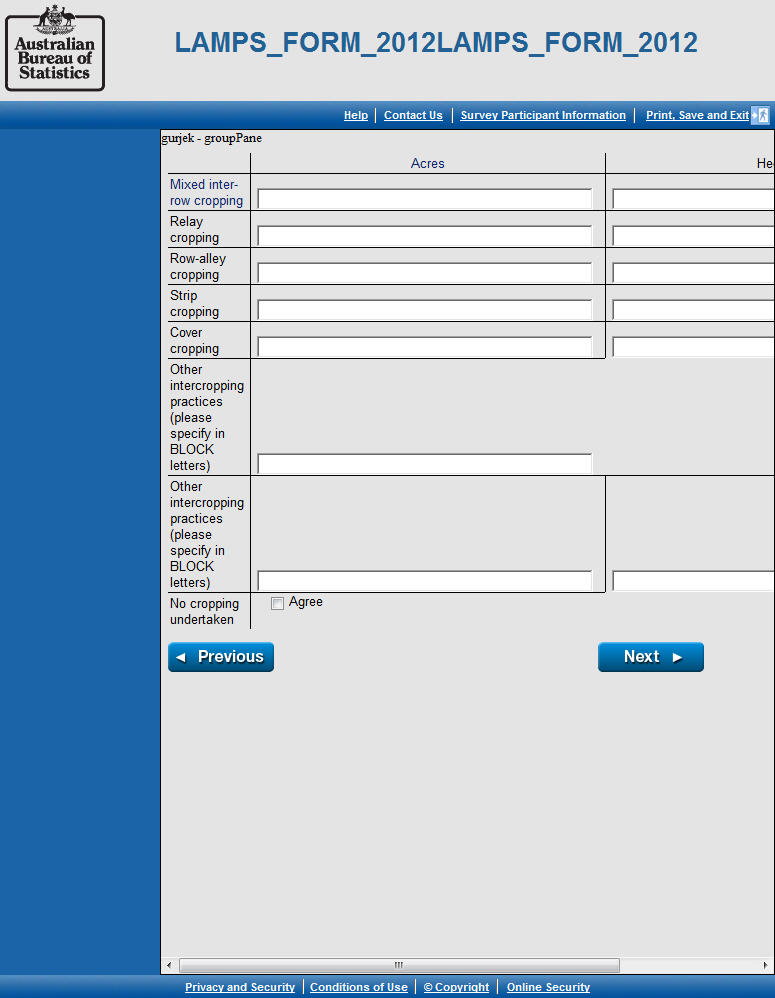 Australian
Bureau of
Statistics
LAMPS_FORM_2012LAMPS_FORM_2012
Help
Contact Us
Survey Participant Information
Print, Save and Exit
gurjek - groupPane
Acres
He
Mixed inter-
row cropping
Relay
cropping
Row-alley
cropping
Strip
cropping
Cover
cropping
Other
intercropping
practices
(please
specify in
BLOCK
letters)
Other
intercropping
practices
(please
specify in
BLOCK
letters)
No cropping
undertaken
Agree
◄ Previous
Next ►
Privacy and Security
Conditions of Use
© Copyright
Online Security